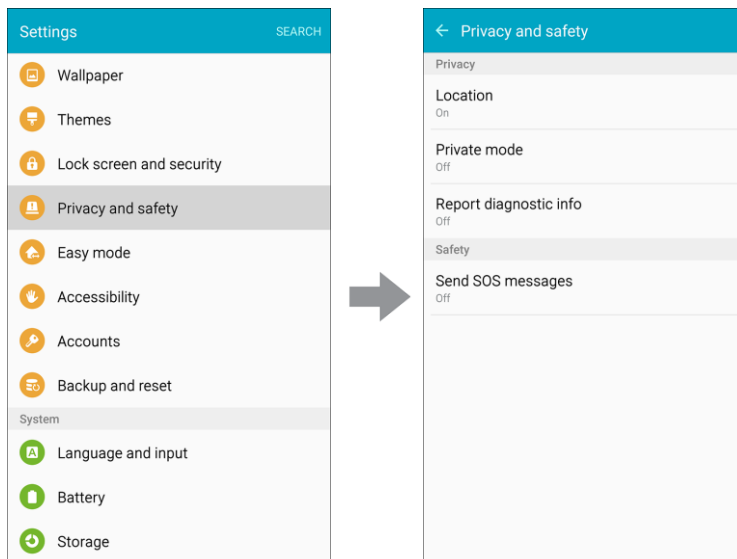 Settings
SEARCH
Wallpaper
Themes
Lock screen and security
Privacy and safety
Easy mode
Accessibility
Accounts
Backup and reset
System
Language and input
Battery
Storage
Privacy and safety
Privacy
Location
On
Private mode
Off
Report diagnostic info
Off
Safety
Send SOS messages
Off